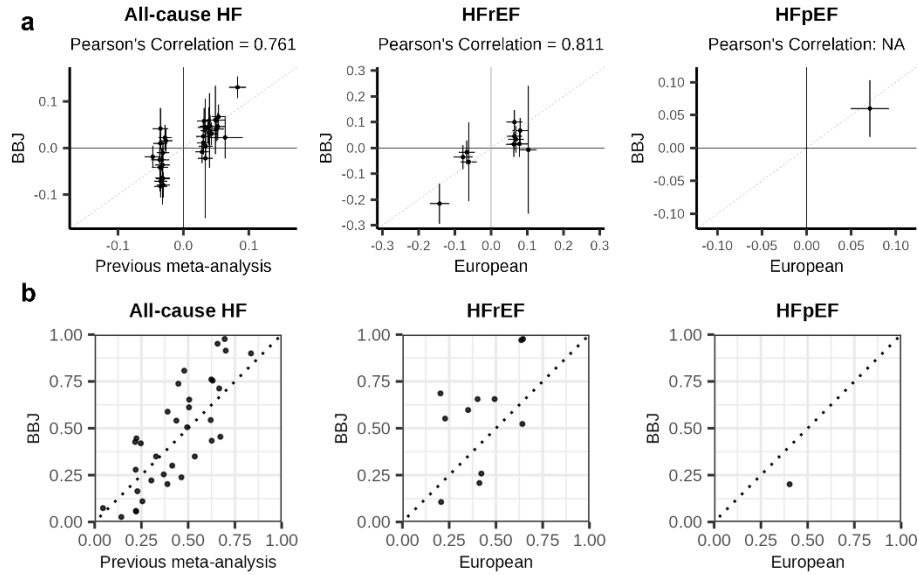 a
All-cause HF
HFrEF
HFpEF
Pearson's Correlation = 0.761
Pearson's Correlation = 0.811
Pearson's Correlation: NA
BBJ
0.1
0.0
-0.1
-0.1
0.0
0.1
Previous meta-analysis
BBJ
0.3
0.2
0.1
0.0
-0.1
-0.2
-0.3
-0.3
-0.2
-0.1
0.0
0.1
0.2
0.3
European
BBJ
0.10
0.05
0.00
-0.05
-0.10
-0.10
-0.05
0.00
0.05
0.10
European
b
All-cause HF
HFrEF
HFpEF
BBJ
1.00
0.75
0.50
0.25
0.00
0.00
0.25
0.50
0.75
1.00
Previous meta-analysis
BBJ
1.00
0.75
0.50
0.25
0.00
0.00
0.25
0.50
0.75
1.00
European
BBJ
1.00
0.75
0.50
0.25
0.00
0.00
0.25
0.50
0.75
1.00
European